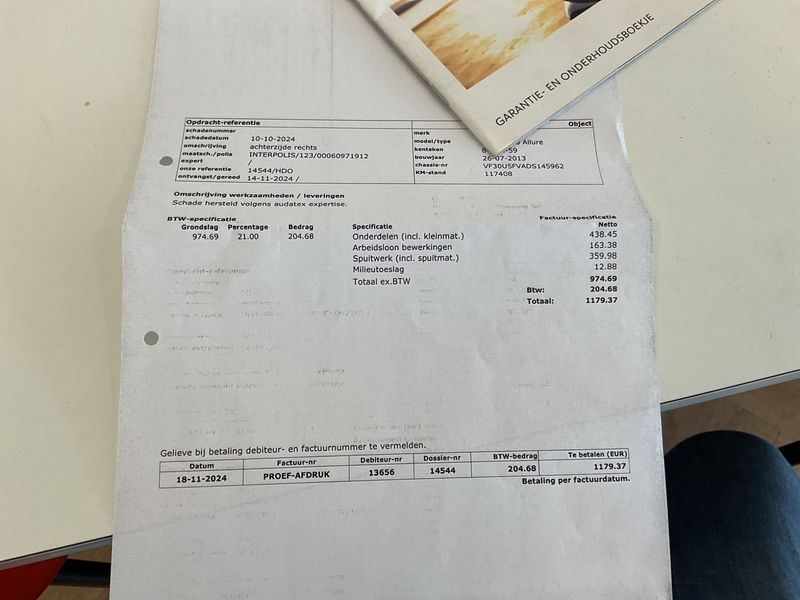 GARANTIE- EN ONDERHOUDSBOEKJE
Opdracht-referentie
Object
schadenummer
schadedatum 10-10-2024
omschrijving achterzijde rechts
maatsch./polis INTERPOLIS/123/00060971912
expert /
onze referentie 14544/HDO
ontvangst/gereed 14-11-2024 /
merk
model/type Allure
kenteken
bouwjaar 26-07-2013
chassis-nr VF30U5FVADS145962
KM-stand 117408
Omschrijving werkzaamheden / leveringen
Schade hersteld volgens audatex expertise.
BTW-specificatie
Grondslag Percentage Bedrag
974.69 21.00 204.68
Factuur-specificatie
Specificatie Netto
Onderdelen (incl. kleinmat.) 438.45
Arbeidsloon bewerkingen 163.38
Spuitwerk (incl. spuitmat.) 359.98
Milieutoeslag 12.88
Totaal ex.BTW 974.69
Btw: 204.68
Totaal: 1179.37
Gelieve bij betaling debiteur- en factuurnummer te vermelden.
Datum Factuur-nr Debiteur-nr Dossier-nr BTW-bedrag Te betalen (EUR)
18-11-2024 PROEF-AFDRUK 13656 14544 204.68 1179.37
Betaling per factuurdatum.